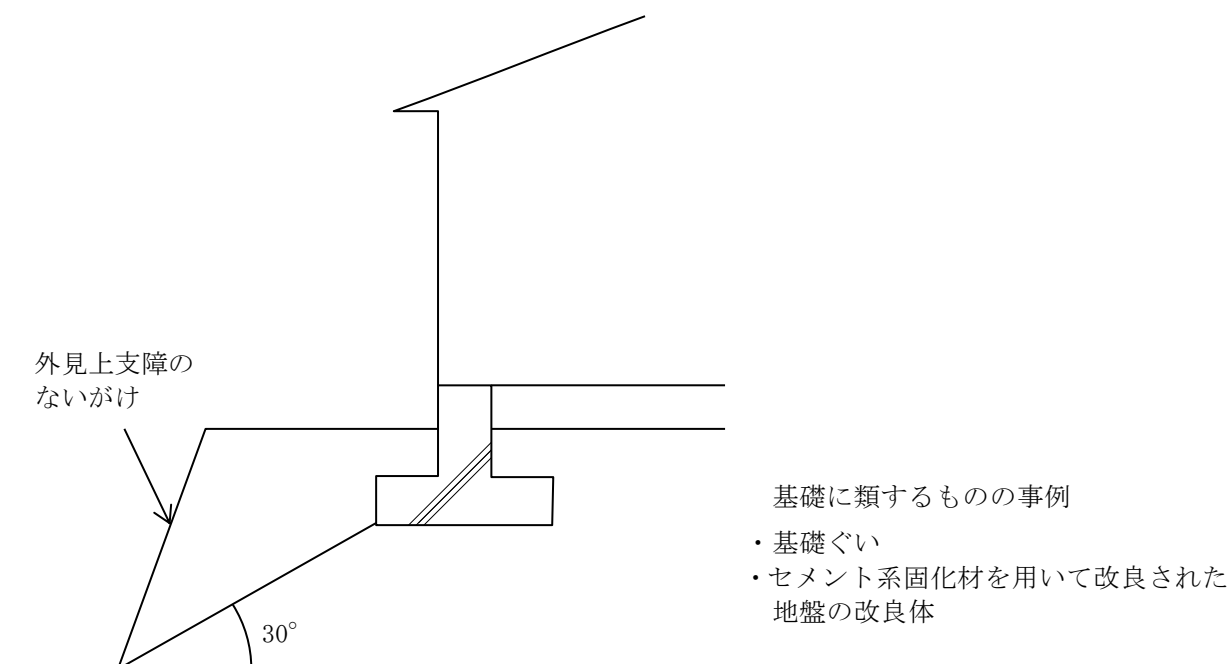 外見上支障の
ないがけ
基礎に類するものの事例
・基礎ぐい
・セメント系固化材を用いて改良された
地盤の改良体
30°